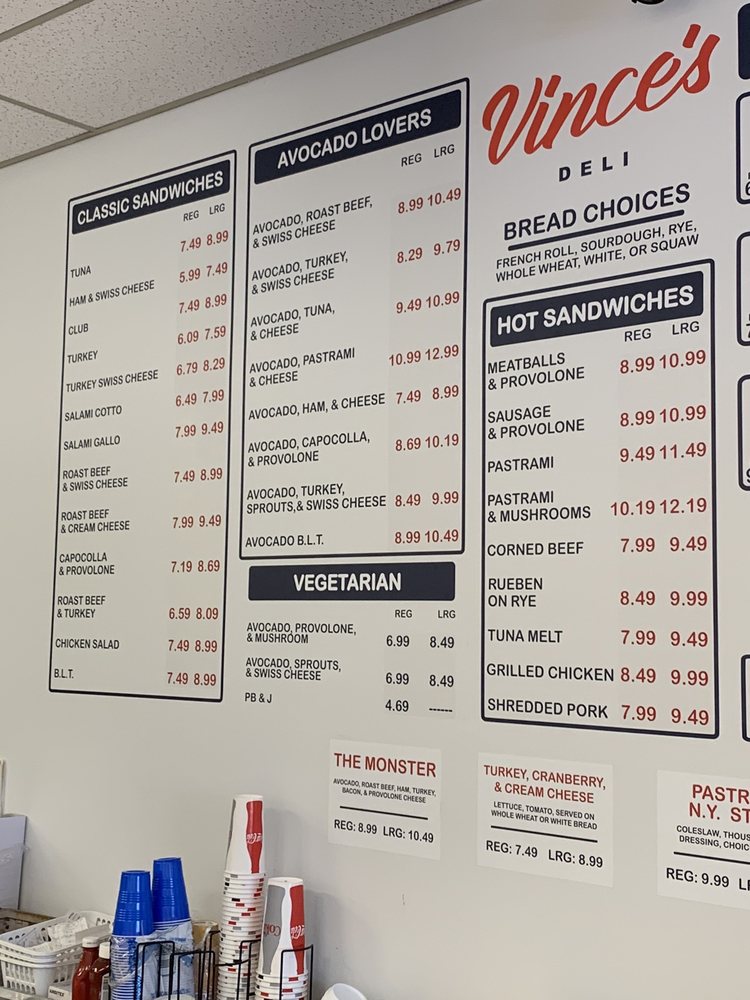 Vince's
DELI
CLASSIC SANDWICHES
REG LRG
TUNA 7.49 8.99
HAM & SWISS CHEESE 5.99 7.49
CLUB 7.49 8.99
TURKEY 6.09 7.59
TURKEY SWISS CHEESE 6.79 8.29
SALAMI COTTO 6.49 7.99
SALAMI GALLO 7.99 9.49
ROAST BEEF
& SWISS CHEESE 7.49 8.99
ROAST BEEF
& CREAM CHEESE 7.99 9.49
CAPOCOLLA
& PROVOLONE 7.19 8.69
ROAST BEEF
& TURKEY 6.59 8.09
CHICKEN SALAD 7.49 8.99
B.L.T. 7.49 8.99
AVOCADO LOVERS
REG LRG
AVOCADO, ROAST BEEF,
& SWISS CHEESE 8.99 10.49
AVOCADO, TURKEY,
& SWISS CHEESE 8.29 9.79
AVOCADO, TUNA,
& CHEESE 9.49 10.99
AVOCADO, PASTRAMI
& CHEESE 10.99 12.99
AVOCADO, HAM, & CHEESE 7.49 8.99
AVOCADO, CAPOCOLLA,
& PROVOLONE 8.69 10.19
AVOCADO, TURKEY,
SPROUTS,& SWISS CHEESE 8.49 9.99
AVOCADO B.L.T. 8.99 10.49
VEGETARIAN
REG LRG
AVOCADO, PROVOLONE,
& MUSHROOM 6.99 8.49
AVOCADO, SPROUTS,
& SWISS CHEESE 6.99 8.49
PB & J 4.69 ------
BREAD CHOICES
FRENCH ROLL, SOURDOUGH, RYE,
WHOLE WHEAT, WHITE, OR SQUAW
HOT SANDWICHES
REG LRG
MEATBALLS
& PROVOLONE 8.99 10.99
SAUSAGE
& PROVOLONE 8.99 10.99
PASTRAMI 9.49 11.49
PASTRAMI
& MUSHROOMS 10.19 12.19
CORNED BEEF 7.99 9.49
RUEBEN
ON RYE 8.49 9.99
TUNA MELT 7.99 9.49
GRILLED CHICKEN 8.49 9.99
SHREDDED PORK 7.99 9.49
THE MONSTER
AVOCADO, ROAST BEEF, HAM, TURKEY,
BACON, & PROVOLONE CHEESE
REG: 8.99 LRG: 10.49
TURKEY, CRANBERRY,
& CREAM CHEESE
LETTUCE, TOMATO, SERVED ON
WHOLE WHEAT OR WHITE BREAD
REG: 7.49 LRG: 8.99
PASTR
N.Y. ST
COLESLAW, THOUS
DRESSING, CHOIC
REG: 9.99 L